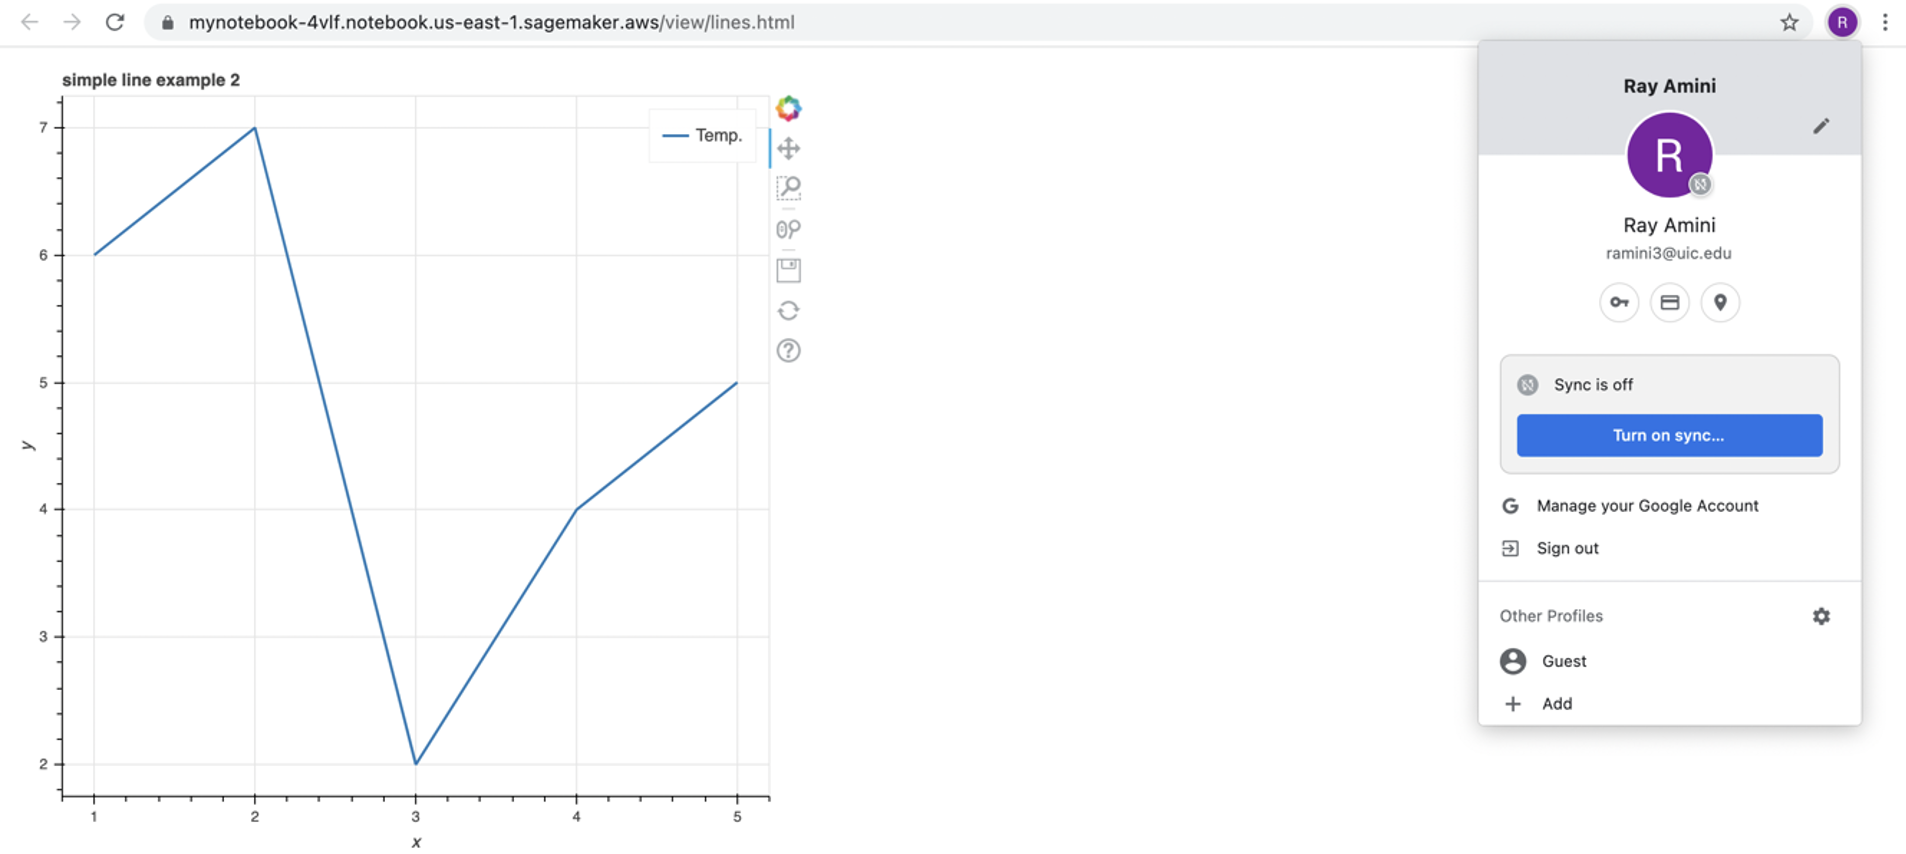 mynotebook-4vlf.notebook.us-east-1.sagemaker.aws/view/lines.html
R
simple line example 2
Temp.
7
6
5
4
3
2
y
1 2 3 4 5
x
Ray Amini
R
Ray Amini
ramini3@uic.edu
Sync is off
Turn on sync...
G Manage your Google Account
Sign out
Other Profiles
Guest
+ Add